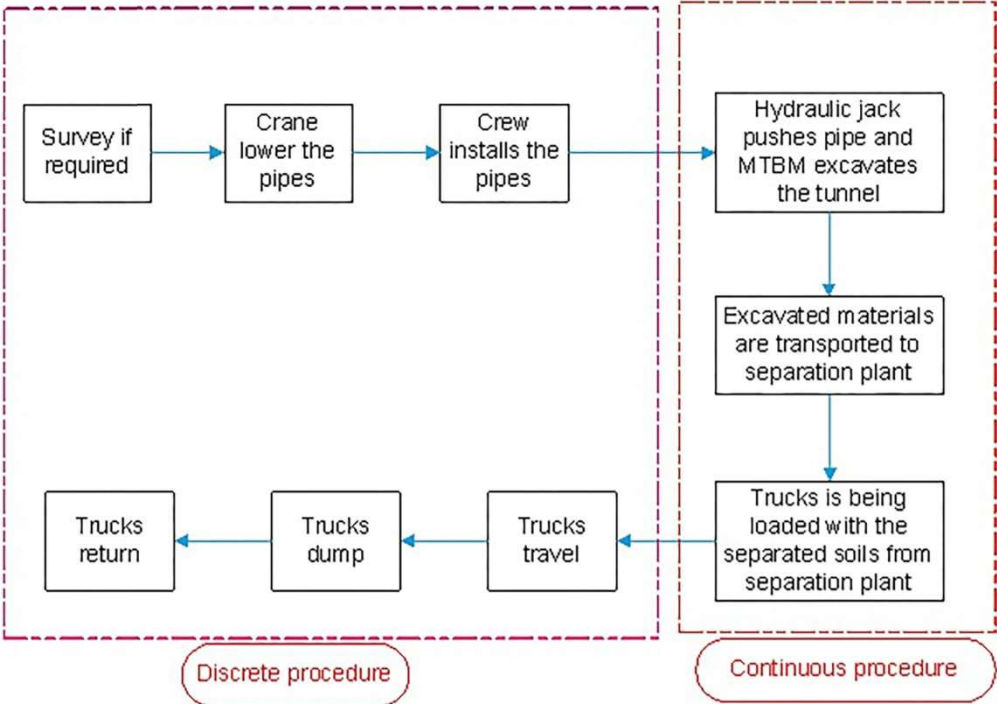 Survey if
required
Crane
lower the
pipes
Crew
installs the
pipes
Hydraulic jack
pushes pipe and
MTBM excavates
the tunnel
Excavated materials
are transported to
separation plant
Trucks is being
loaded with the
separated soils from
separation plant
Trucks
travel
Trucks
dump
Trucks
return
Discrete procedure
Continuous procedure